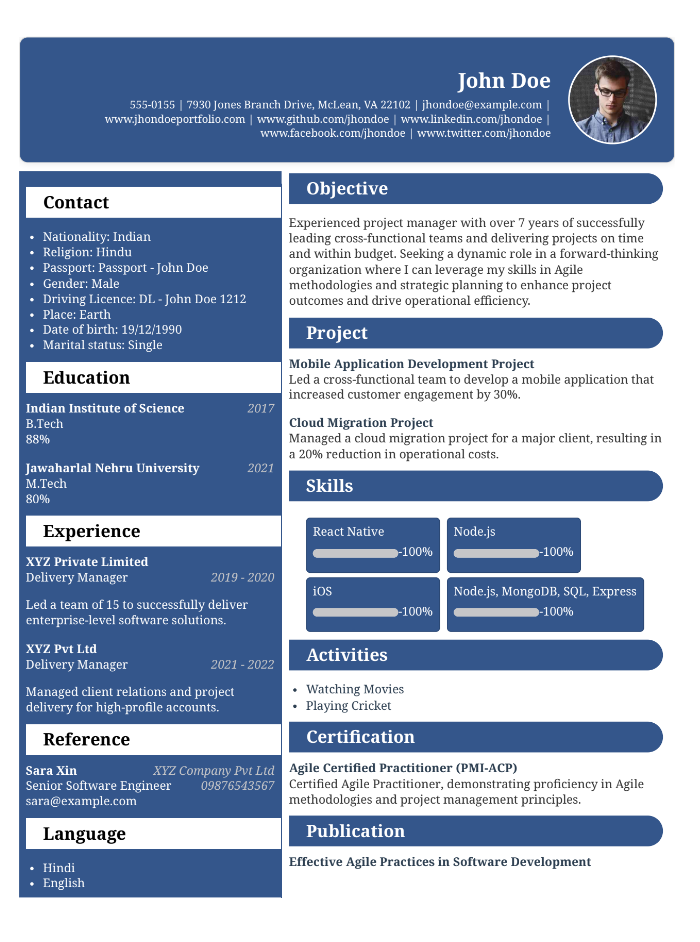 John Doe
555-0155 | 7930 Jones Branch Drive, McLean, VA 22102 | jhondoe@example.com |
www.jhondoeportfolio.com | www.github.com/jhondoe | www.linkedin.com/jhondoe |
www.facebook.com/jhondoe | www.twitter.com/jhondoe
Contact
• Nationality: Indian
• Religion: Hindu
• Passport: Passport - John Doe
• Gender: Male
• Driving Licence: DL - John Doe 1212
• Place: Earth
• Date of birth: 19/12/1990
• Marital status: Single
Education
Indian Institute of Science 2017
B.Tech
88%
Jawaharlal Nehru University 2021
M.Tech
80%
Experience
XYZ Private Limited
Delivery Manager 2019 - 2020
Led a team of 15 to successfully deliver
enterprise-level software solutions.
XYZ Pvt Ltd
Delivery Manager 2021 - 2022
Managed client relations and project
delivery for high-profile accounts.
Reference
Sara Xin XYZ Company Pvt Ltd
Senior Software Engineer 09876543567
sara@example.com
Language
• Hindi
• English
Objective
Experienced project manager with over 7 years of successfully
leading cross-functional teams and delivering projects on time
and within budget. Seeking a dynamic role in a forward-thinking
organization where I can leverage my skills in Agile
methodologies and strategic planning to enhance project
outcomes and drive operational efficiency.
Project
Mobile Application Development Project
Led a cross-functional team to develop a mobile application that
increased customer engagement by 30%.
Cloud Migration Project
Managed a cloud migration project for a major client, resulting in
a 20% reduction in operational costs.
Skills
React Native
-100%
Node.js
-100%
iOS
-100%
Node.js, MongoDB, SQL, Express
-100%
Activities
• Watching Movies
• Playing Cricket
Certification
Agile Certified Practitioner (PMI-ACP)
Certified Agile Practitioner, demonstrating proficiency in Agile
methodologies and project management principles.
Publication
Effective Agile Practices in Software Development